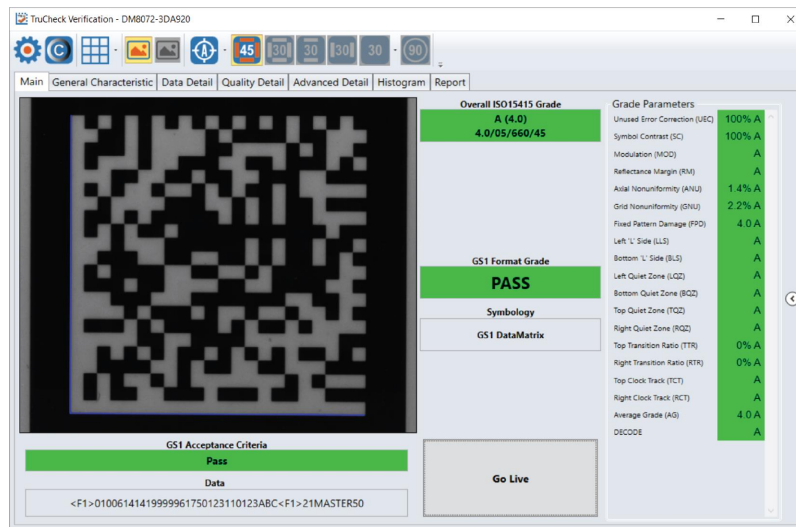 TruCheck Verification - DM8072-3DA920
45 30 30 30 30 90
Main General Characteristic Data Detail Quality Detail Advanced Detail Histogram Report
Overall ISO15415 Grade
A (4.0)
4.0/05/660/45
GS1 Format Grade
PASS
Symbology
GS1 DataMatrix
Grade Parameters
Unused Error Correction (UEC) 100% A
Symbol Contrast (SC) 100% A
Modulation (MOD) A
Reflectance Margin (RM) A
Axial Nonuniformity (ANU) 1.4% A
Grid Nonuniformity (GNU) 2.2% A
Fixed Pattern Damage (FPD) 4.0 A
Left 'L' Side (LLS) A
Bottom 'L' Side (BLS) A
Left Quiet Zone (LQZ) A
Bottom Quiet Zone (BQZ) A
Top Quiet Zone (TQZ) A
Right Quiet Zone (RQZ) A
Top Transition Ratio (TTR) 0% A
Right Transition Ratio (RTR) 0% A
Top Clock Track (TCT) A
Right Clock Track (RCT) A
Average Grade (AG) 4.0 A
DECODE A
GS1 Acceptance Criteria
Pass
Data
<F1>010061414199999617501231​10123ABC<F1>21MASTER50
Go Live